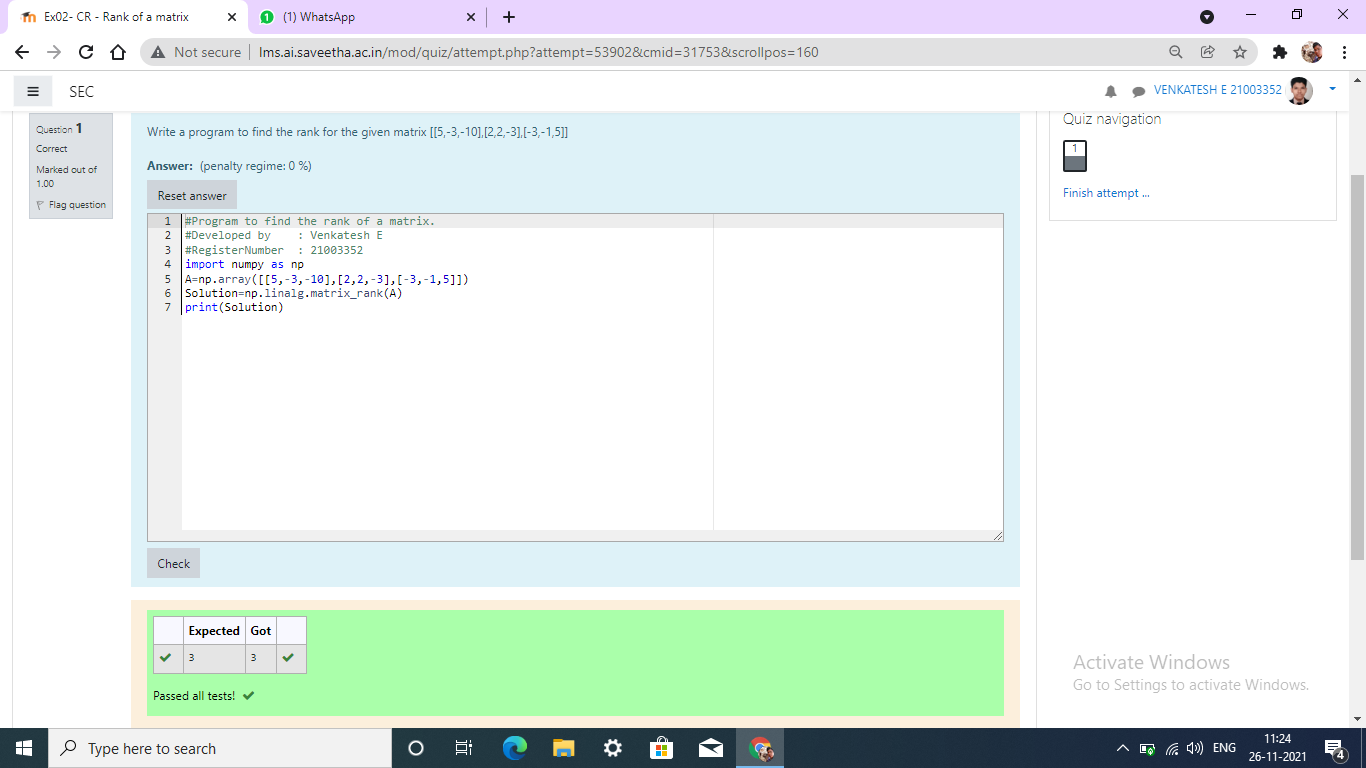 Ex02- CR - Rank of a matrix
(1) WhatsApp
Not secure
lms.ai.saveetha.ac.in/mod/quiz/attempt.php?attempt=53902&cmid=31753&scrollpos=160
SEC
VENKATESH E 21003352
Question 1
Correct
Marked out of
1.00
Flag question
Write a program to find the rank for the given matrix [[5,-3,-10],[2,2,-3],[-3,-1,5]]
Answer: (penalty regime: 0 %)
Reset answer
1 #Program to find the rank of a matrix.
2 #Developed by : Venkatesh E
3 #RegisterNumber : 21003352
4 import numpy as np
5 A=np.array([[5,-3,-10],[2,2,-3],[-3,-1,5]])
6 Solution=np.linalg.matrix_rank(A)
7 print(Solution)
Check
Expected Got
3 3
Passed all tests!
Quiz navigation
1
Finish attempt ...
Activate Windows
Go to Settings to activate Windows.
Type here to search
ENG
11:24
26-11-2021
4